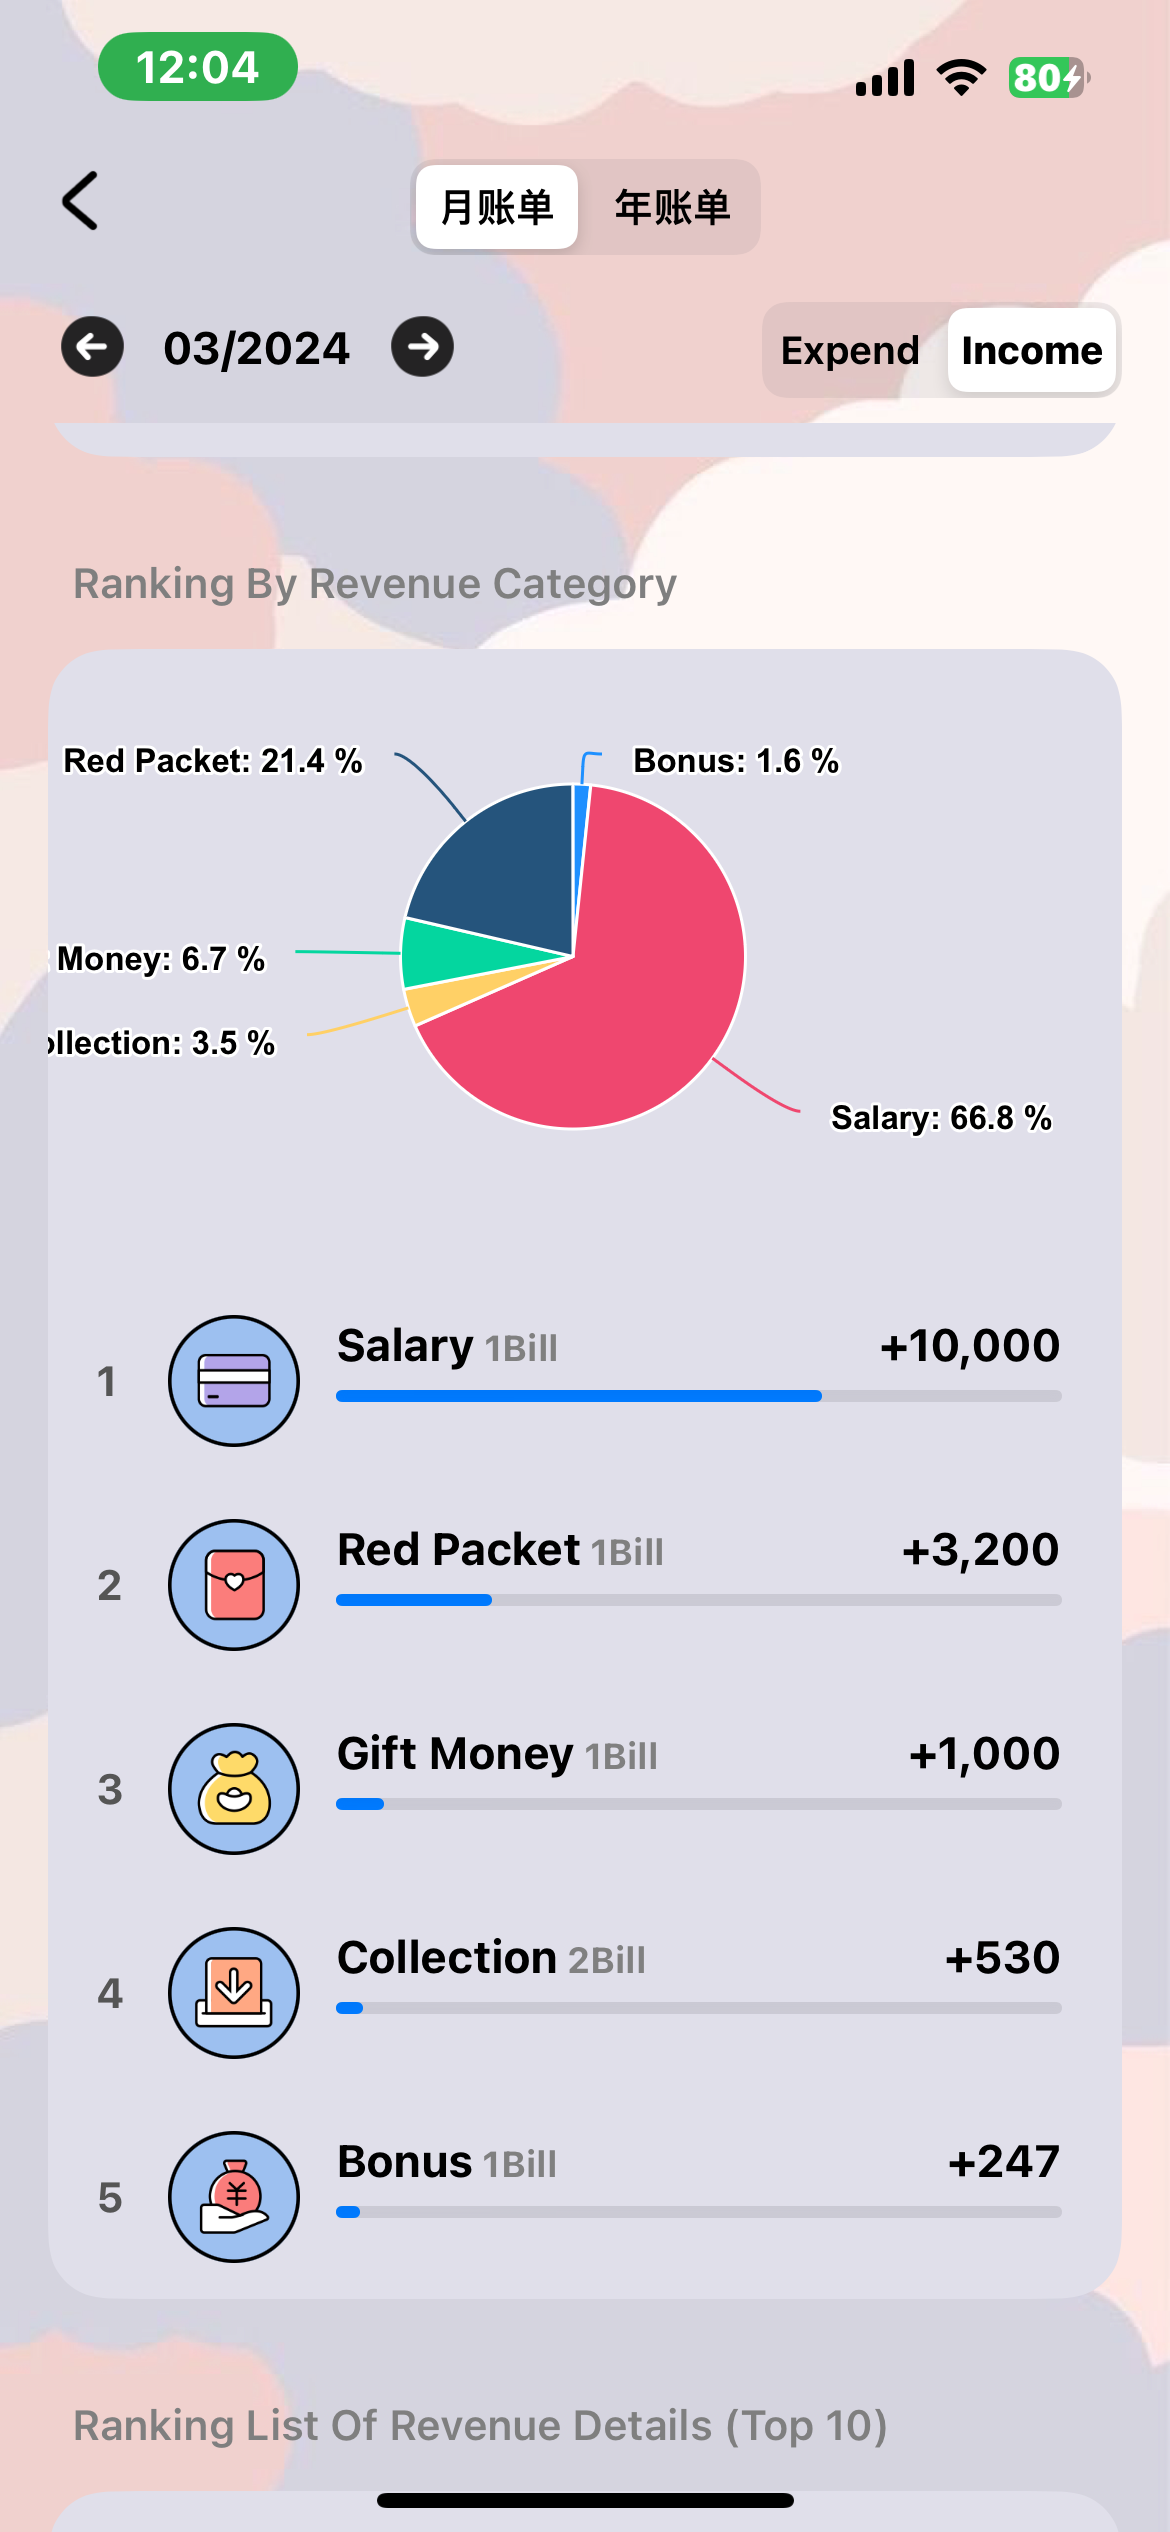 12:04
80
月账单 年账单
03/2024 Expend Income
Ranking By Revenue Category
Red Packet: 21.4 % Bonus: 1.6 %
Money: 6.7 %
ollection: 3.5 %
Salary: 66.8 %
1 Salary 1Bill +10,000
2 Red Packet 1Bill +3,200
3 Gift Money 1Bill +1,000
4 Collection 2Bill +530
¥
5 Bonus 1Bill +247
Ranking List Of Revenue Details (Top 10)